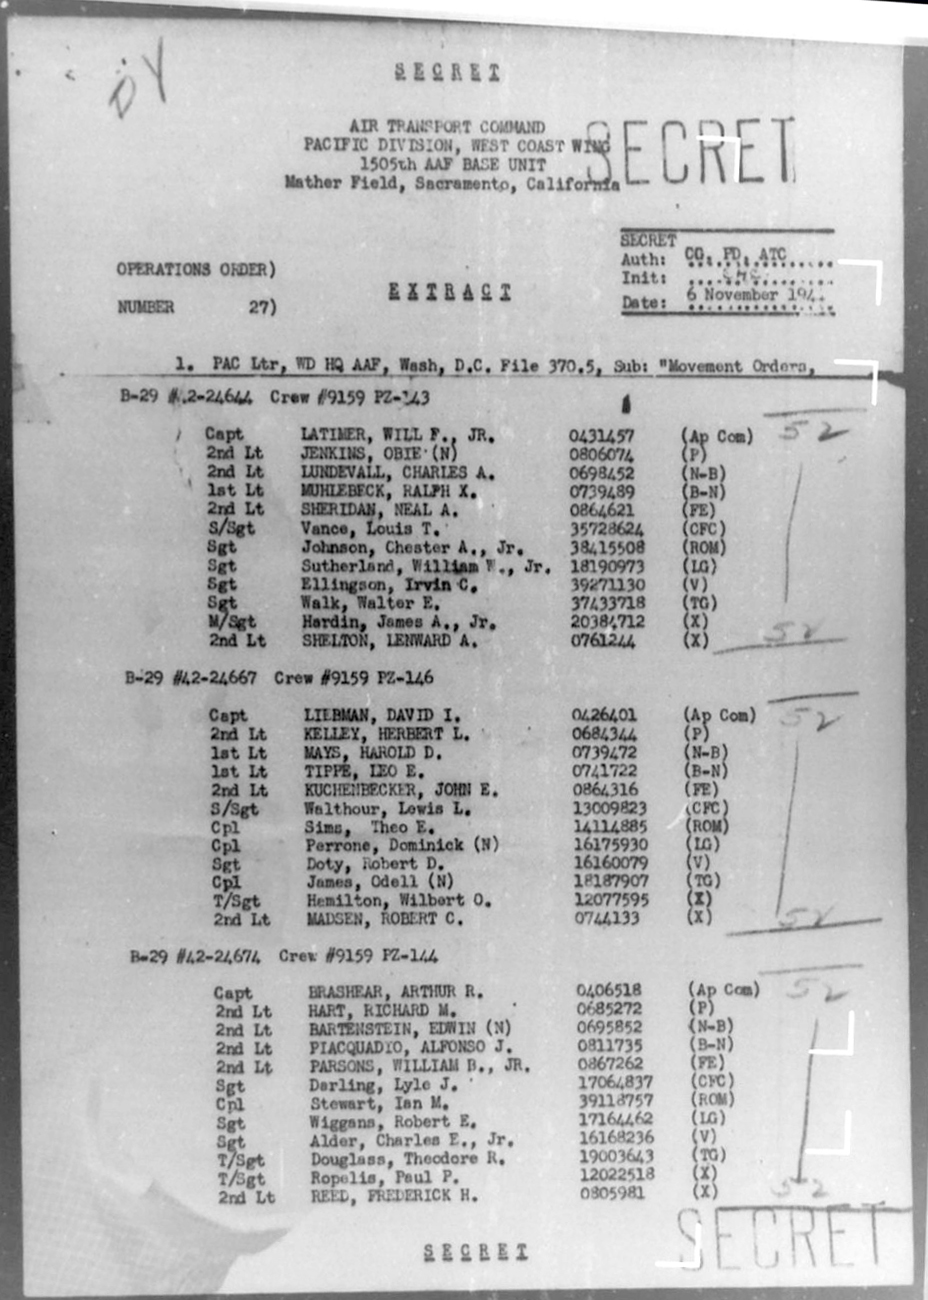 DY
SECRET
AIR TRANSPORT COMMAND
PACIFIC DIVISION, WEST COAST WING
1505th AAF BASE UNIT
Mather Field, Sacramento, California
SECRET
SECRET
Auth: CG, PD, ATC
Init:
Date: 6 November 194
OPERATIONS ORDER)
NUMBER 27)
EXTRACT
1. PAC Ltr, WD HQ AAF, Wash, D.C. File 370.5, Sub: "Movement Orders,
B-29 #42-24644 Crew #9159 PZ-143
52
Capt LATIMER, WILL F., JR. 0431457 (Ap Com)
2nd Lt JENKINS, OBIE (N) 0806074 (P)
2nd Lt LUNDEVALL, CHARLES A. 0698452 (N-B)
1st Lt MUHLEBECK, RALPH X. 0739489 (B-N)
2nd Lt SHERIDAN, NEAL A. 0864621 (FE)
S/Sgt Vance, Louis T. 35728624 (CFC)
Sgt Johnson, Chester A., Jr. 38415508 (ROM)
Sgt Sutherland, William W., Jr. 18190973 (LG)
Sgt Ellingson, Irvin C. 39271130 (V)
Sgt Walk, Walter E. 37433718 (TG)
M/Sgt Hardin, James A., Jr. 20384712 (X)
2nd Lt SHELTON, LENWARD A. 0761244 (X)
52
B-29 #42-24667 Crew #9159 PZ-146
52
Capt LIEBMAN, DAVID I. 0426401 (Ap Com)
2nd Lt KELLEY, HERBERT L. 0684344 (P)
1st Lt MAYS, HAROLD D. 0739472 (N-B)
1st Lt TIPPE, LEO E. 0741722 (B-N)
2nd Lt KUCHENBECKER, JOHN E. 0864316 (FE)
S/Sgt Walthour, Lewis L. 13009823 (CFC)
Cpl Sims, Theo E. 14114885 (ROM)
Cpl Perrone, Dominick (N) 16175930 (LG)
Sgt Doty, Robert D. 16160079 (V)
Cpl James, Odell (N) 18187907 (TG)
T/Sgt Hamilton, Wilbert O. 12077595 (X)
2nd Lt MADSEN, ROBERT C. 0744133 (X)
52
B-29 #42-24674 Crew #9159 PZ-144
52
Capt BRASHEAR, ARTHUR R. 0406518 (Ap Com)
2nd Lt HART, RICHARD M. 0685272 (P)
2nd Lt BARTENSTEIN, EDWIN (N) 0695852 (N-B)
2nd Lt PIACQUADIO, ALFONSO J. 0811735 (B-N)
2nd Lt PARSONS, WILLIAM B., JR. 0867262 (FE)
Sgt Darling, Lyle J. 17064837 (CFC)
Cpl Stewart, Ian M. 39118757 (ROM)
Sgt Wiggans, Robert E. 17164462 (LG)
Sgt Alder, Charles E., Jr. 16168236 (V)
T/Sgt Douglass, Theodore R. 19003643 (TG)
T/Sgt Ropelis, Paul P. 12022518 (X)
2nd Lt REED, FREDERICK H. 0805981 (X)
52
SECRET
SECRET